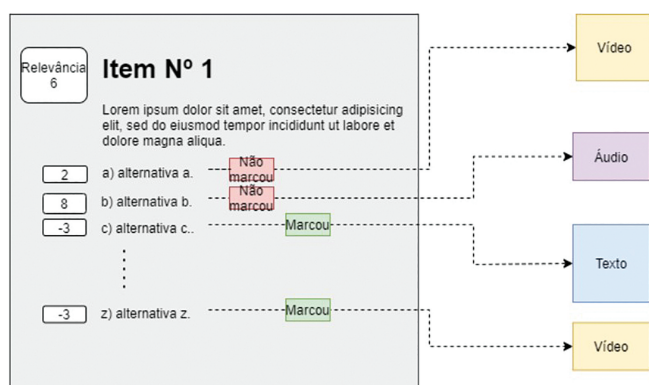 Relevância
6
Item Nº 1
Lorem ipsum dolor sit amet, consectetur adipisicing
elit, sed do eiusmod tempor incididunt ut labore et
dolore magna aliqua.
2
a) alternativa a.
Não
marcou
8
b) alternativa b.
Não
marcou
-3
c) alternativa c..
Marcou
-3
z) alternativa z.
Marcou
Vídeo
Áudio
Texto
Vídeo